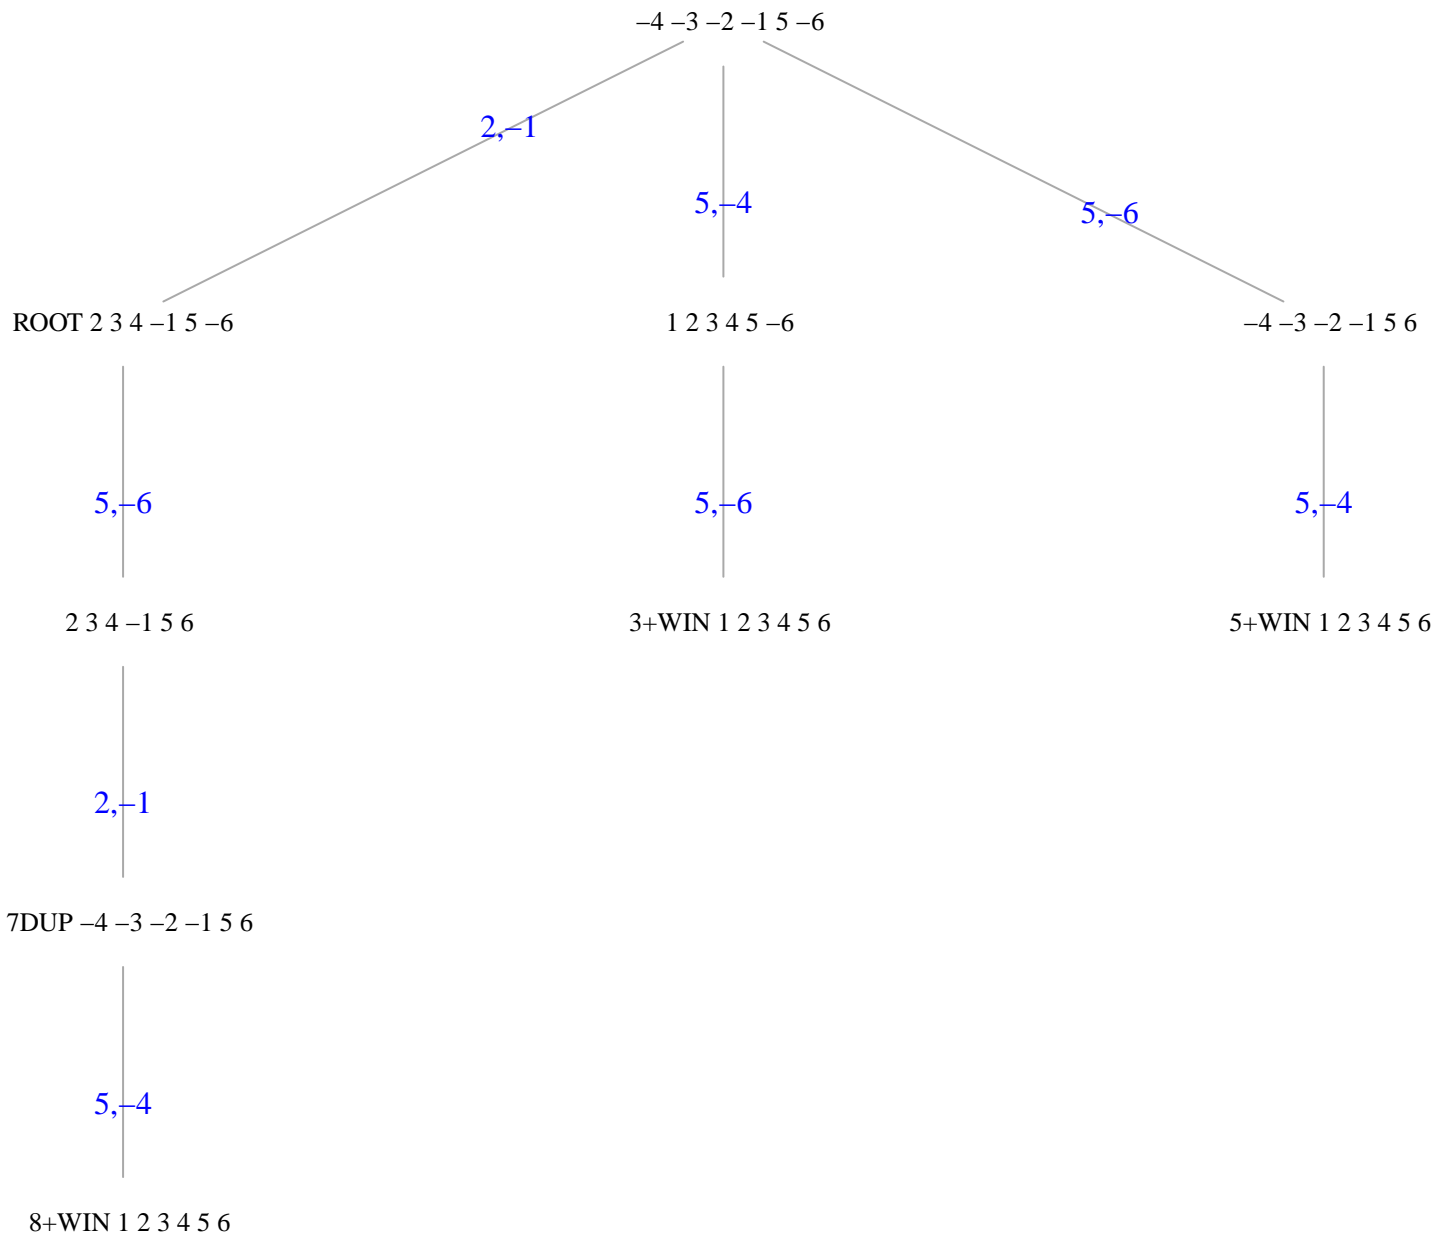 –4 –3 –2 –1 5 –6
2,–1
5,–4
5,–6
ROOT 2 3 4 –1 5 –6
1 2 3 4 5 –6
–4 –3 –2 –1 5 6
5,–6
5,–6
5,–4
2 3 4 –1 5 6
3+WIN 1 2 3 4 5 6
5+WIN 1 2 3 4 5 6
2,–1
7DUP –4 –3 –2 –1 5 6
5,–4
8+WIN 1 2 3 4 5 6